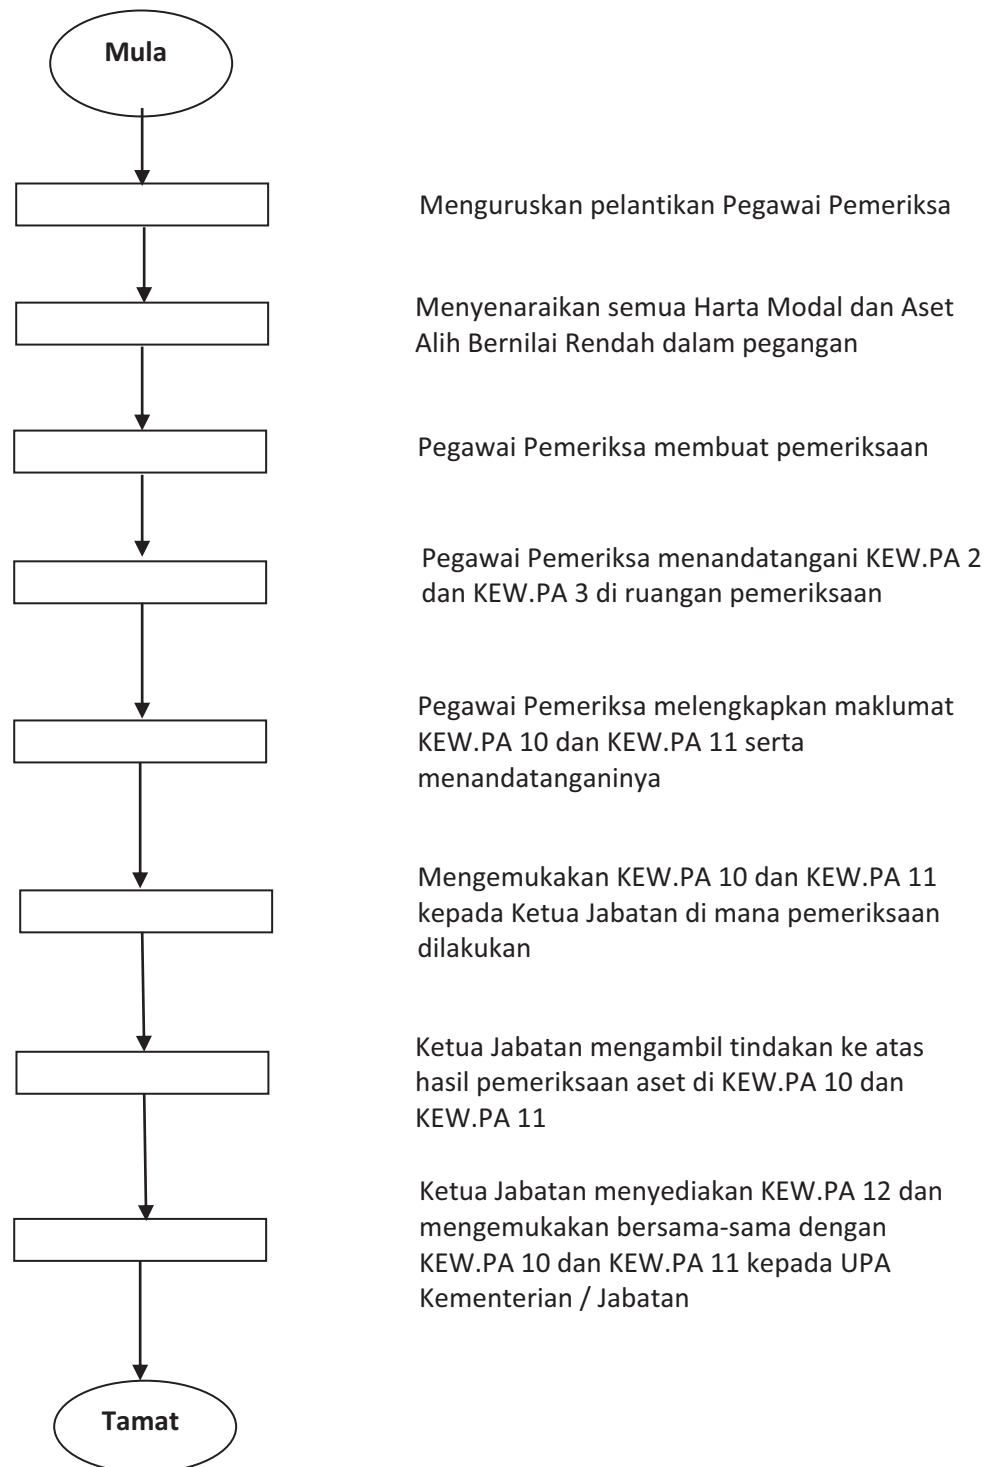 Mula
Menguruskan pelantikan Pegawai Pemeriksa
Menyenaraikan semua Harta Modal dan Aset
Alih Bernilai Rendah dalam pegangan
Pegawai Pemeriksa membuat pemeriksaan
Pegawai Pemeriksa menandatangani KEW.PA 2
dan KEW.PA 3 di ruangan pemeriksaan
Pegawai Pemeriksa melengkapkan maklumat
KEW.PA 10 dan KEW.PA 11 serta
menandatanganinya
Mengemukakan KEW.PA 10 dan KEW.PA 11
kepada Ketua Jabatan di mana pemeriksaan
dilakukan
Ketua Jabatan mengambil tindakan ke atas
hasil pemeriksaan aset di KEW.PA 10 dan
KEW.PA 11
Ketua Jabatan menyediakan KEW.PA 12 dan
mengemukakan bersama-sama dengan
KEW.PA 10 dan KEW.PA 11 kepada UPA
Kementerian / Jabatan
Tamat